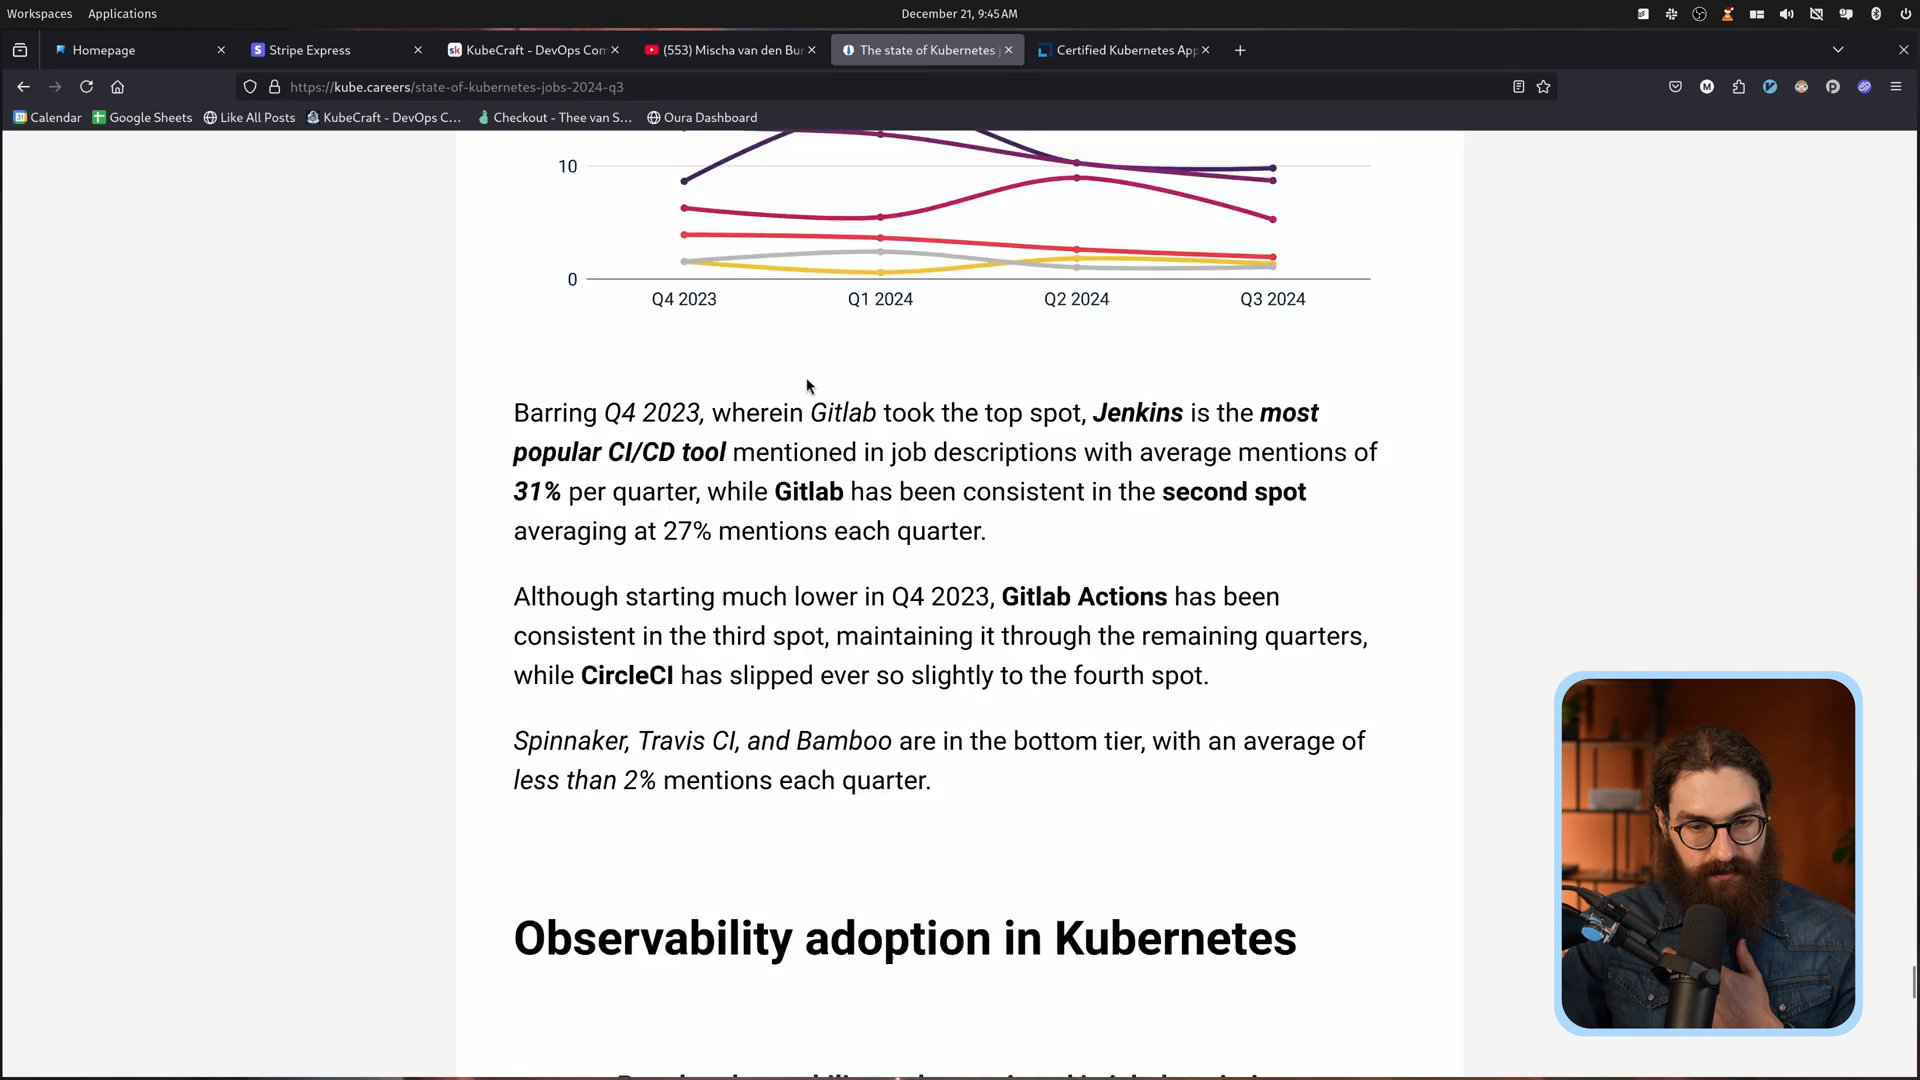 Workspaces Applications December 21, 9:45 AM
Homepage Stripe Express KubeCraft - DevOps Con (553) Mischa van den Bur The state of Kubernetes j Certified Kubernetes App
https://kube.careers/state-of-kubernetes-jobs-2024-q3
Calendar Google Sheets Like All Posts KubeCraft - DevOps C... Checkout - Thee van S... Oura Dashboard
10
0
Q4 2023 Q1 2024 Q2 2024 Q3 2024
Barring Q4 2023, wherein Gitlab took the top spot, Jenkins is the most
popular CI/CD tool mentioned in job descriptions with average mentions of
31% per quarter, while Gitlab has been consistent in the second spot
averaging at 27% mentions each quarter.
Although starting much lower in Q4 2023, Gitlab Actions has been
consistent in the third spot, maintaining it through the remaining quarters,
while CircleCI has slipped ever so slightly to the fourth spot.
Spinnaker, Travis CI, and Bamboo are in the bottom tier, with an average of
less than 2% mentions each quarter.
Observability adoption in Kubernetes